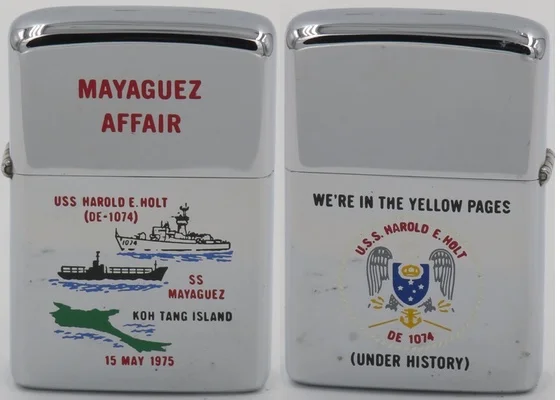 MAYAGUEZ
AFFAIR
USS HAROLD E. HOLT
(DE-1074)
1074
SS
MAYAGUEZ
KOH TANG ISLAND
15 MAY 1975
WE'RE IN THE YELLOW PAGES
U.S.S. HAROLD E. HOLT
DE 1074
(UNDER HISTORY)